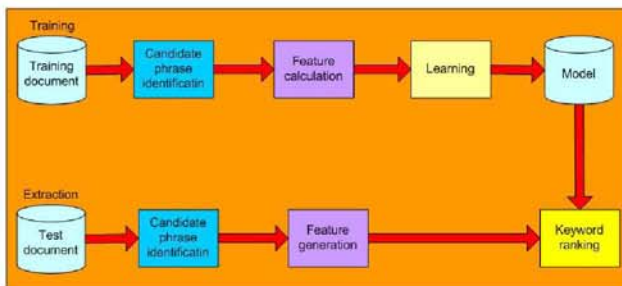 Training
Training
document
Candidate
phrase
identificatin
Feature
calculation
Learning
Model
Extraction
Test
document
Candidate
phrase
identificatin
Feature
generation
Keyword
ranking